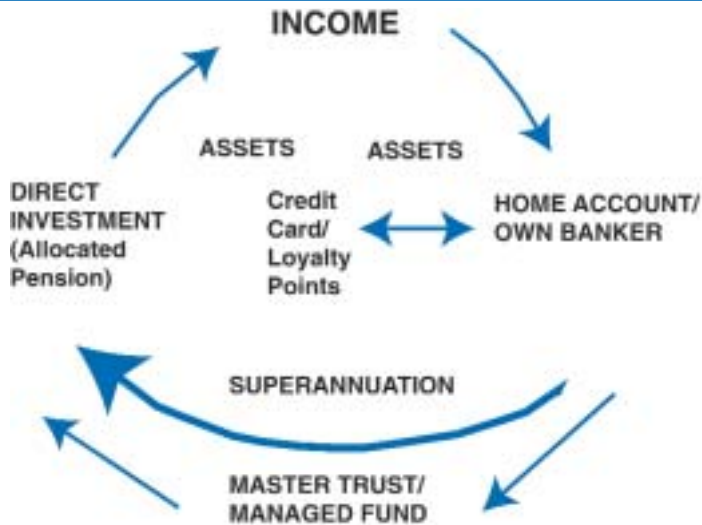 INCOME
ASSETS
ASSETS
DIRECT
INVESTMENT
(Allocated
Pension)
Credit
Card/
Loyalty
Points
HOME ACCOUNT/
OWN BANKER
SUPERANNUATION
MASTER TRUST/
MANAGED FUND